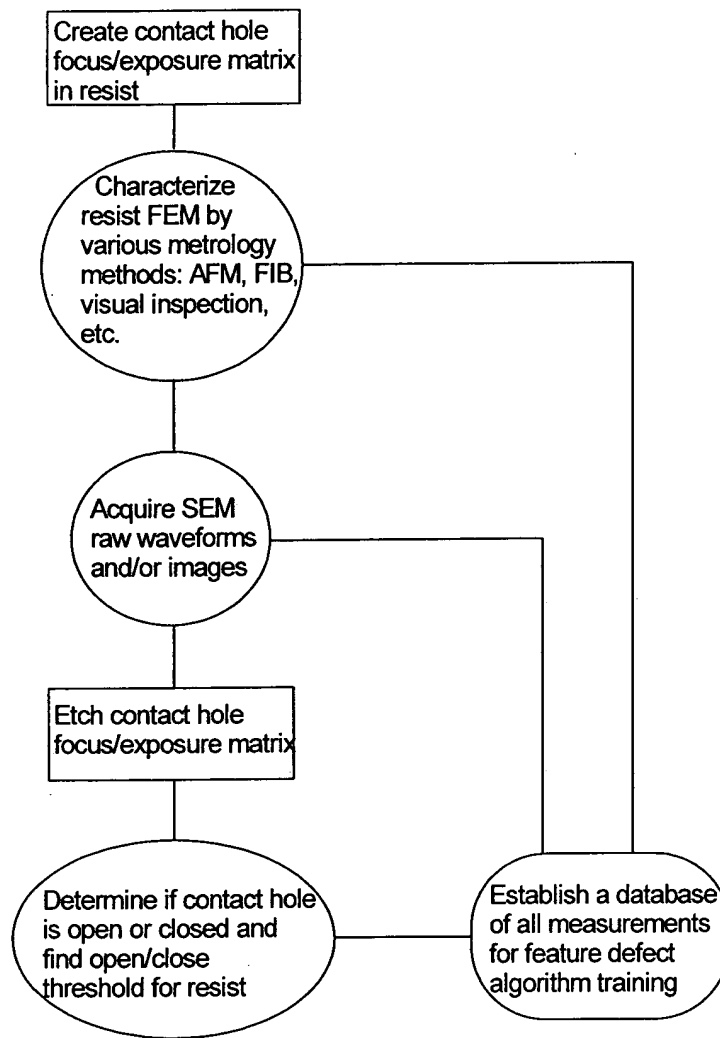 Create contact hole
focus/exposure matrix
in resist
Characterize
resist FEM by
various metrology
methods: AFM, FIB,
visual inspection,
etc.
Acquire SEM
raw waveforms
and/or images
Etch contact hole
focus/exposure matrix
Determine if contact hole
is open or closed and
find open/close
threshold for resist
Establish a database
of all measurements
for feature defect
algorithm training